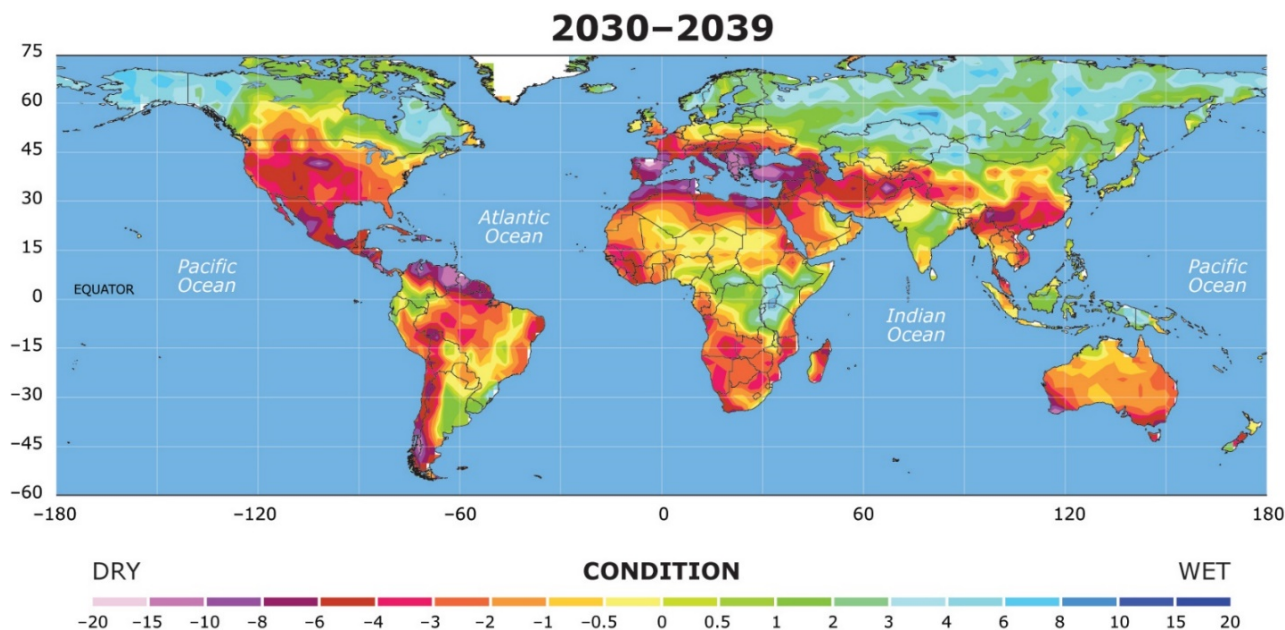 2030–2039
75
60
45
30
15
0
–15
–30
–45
–60
Atlantic
Ocean
Pacific
Ocean
EQUATOR
Indian
Ocean
Pacific
Ocean
–180 –120 –60 0 60 120 180
DRY CONDITION WET
–20 –15 –10 –8 –6 –4 –3 –2 –1 –0.5 0 0.5 1 2 3 4 6 8 10 15 20